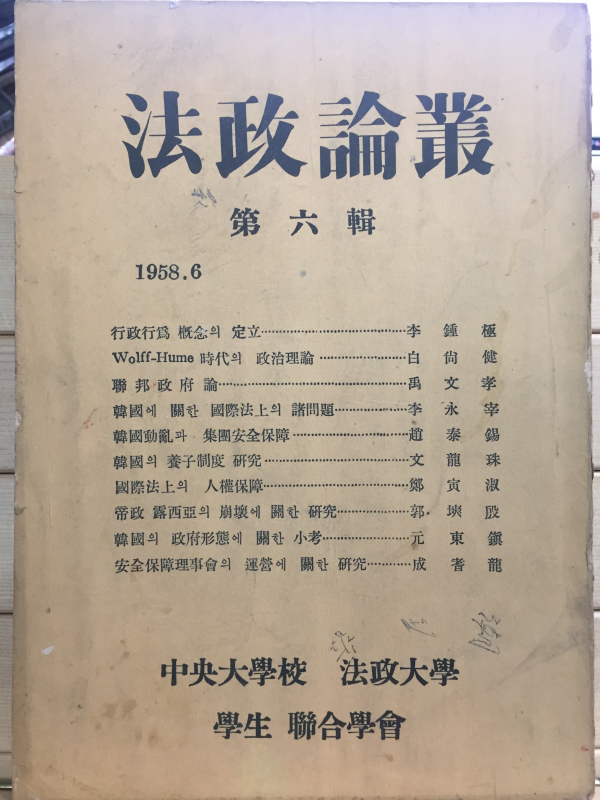 法政論叢
第六輯
1958.6
行政行爲 槪念의 定立……………………李鍾極
Wolff-Hume 時代의 政治理論……………………白尙健
聯邦政府論……………………禹文孝
韓國에 關한 國際法上의 諸問題……………………李永宰
韓國動亂과 集團安全保障……………………趙泰錫
韓國의 養子制度 硏究……………………文龍珠
國際法上의 人權保障……………………鄭寅淑
帝政 露西亞의 崩壞에 關한 硏究……………………郭 殷
韓國의 政府形態에 關한 小考……………………元東鎭
安全保障理事會의 運營에 關한 硏究…………成耆龍
中央大學校 法政大學
學生 聯合學會